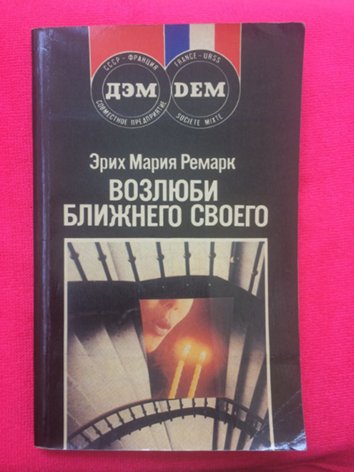 СССР - ФРАНЦИЯ
ДЭМ
СОВМЕСТНОЕ ПРЕДПРИЯТИЕ
FRANCE - URSS
DEM
SOCIETE MIXTE
Эрих Мария Ремарк
ВОЗЛЮБИ
БЛИЖНЕГО СВОЕГО